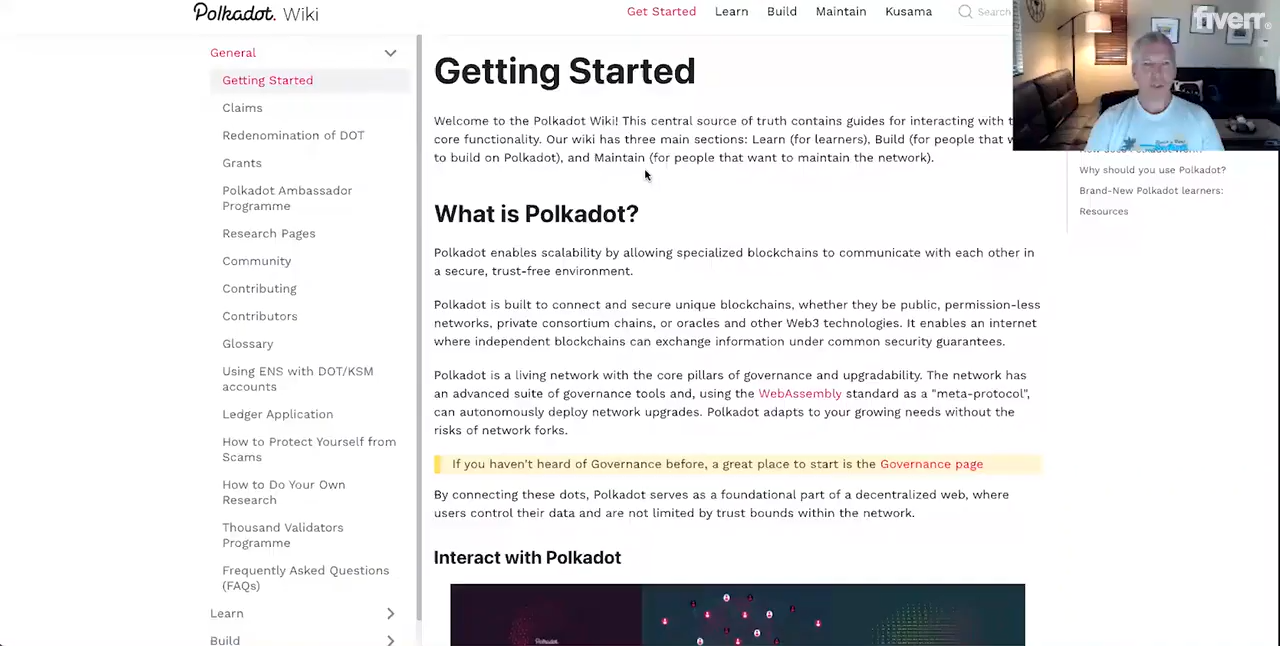 Polkadot. Wiki
Get Started Learn Build Maintain Kusama Search
fiverr®
General
Getting Started
Claims
Redenomination of DOT
Grants
Polkadot Ambassador
Programme
Research Pages
Community
Contributing
Contributors
Glossary
Using ENS with DOT/KSM
accounts
Ledger Application
How to Protect Yourself from
Scams
How to Do Your Own
Research
Thousand Validators
Programme
Frequently Asked Questions
(FAQs)
Learn
Build
Getting Started
Welcome to the Polkadot Wiki! This central source of truth contains guides for interacting with
core functionality. Our wiki has three main sections: Learn (for learners), Build (for people that
to build on Polkadot), and Maintain (for people that want to maintain the network).
What is Polkadot?
Polkadot enables scalability by allowing specialized blockchains to communicate with each other in
a secure, trust-free environment.
Polkadot is built to connect and secure unique blockchains, whether they be public, permission-less
networks, private consortium chains, or oracles and other Web3 technologies. It enables an internet
where independent blockchains can exchange information under common security guarantees.
Polkadot is a living network with the core pillars of governance and upgradability. The network has
an advanced suite of governance tools and, using the WebAssembly standard as a "meta-protocol",
can autonomously deploy network upgrades. Polkadot adapts to your growing needs without the
risks of network forks.
If you haven't heard of Governance before, a great place to start is the Governance page
By connecting these dots, Polkadot serves as a foundational part of a decentralized web, where
users control their data and are not limited by trust bounds within the network.
Interact with Polkadot
Why should you use Polkadot?
Brand-New Polkadot learners:
Resources